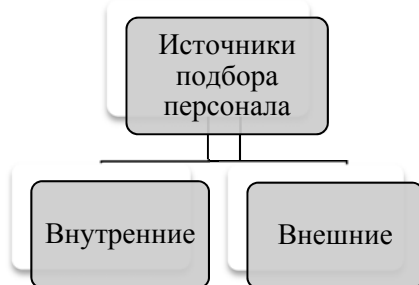 Источники
подбора
персонала
Внутренние
Внешние